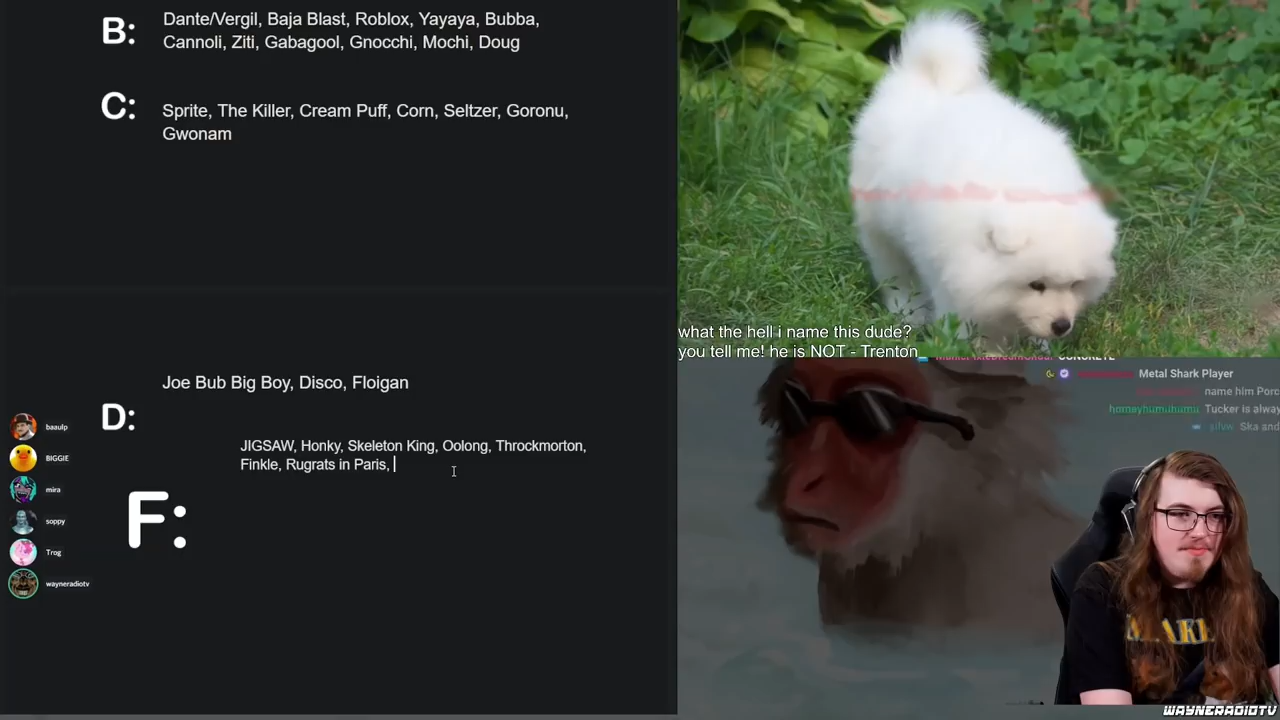 B:
Dante/Vergil, Baja Blast, Roblox, Yayaya, Bubba,
Cannoli, Ziti, Gabagool, Gnocchi, Mochi, Doug
C:
Sprite, The Killer, Cream Puff, Corn, Seltzer, Goronu,
Gwonam
Joe Bub Big Boy, Disco, Floigan
D:
JIGSAW, Honky, Skeleton King, Oolong, Throckmorton,
Finkle, Rugrats in Paris,
F:
baaulp
BIGGIE
mira
soppy
Trog
wayneradiotv
what the hell i name this dude?
you tell me! he is NOT - Trenton
CONCRETE
Metal Shark Player
name him Porc
homeyhumuhumu Tucker is alway
silvw Ska and
WAYNERADIOTV